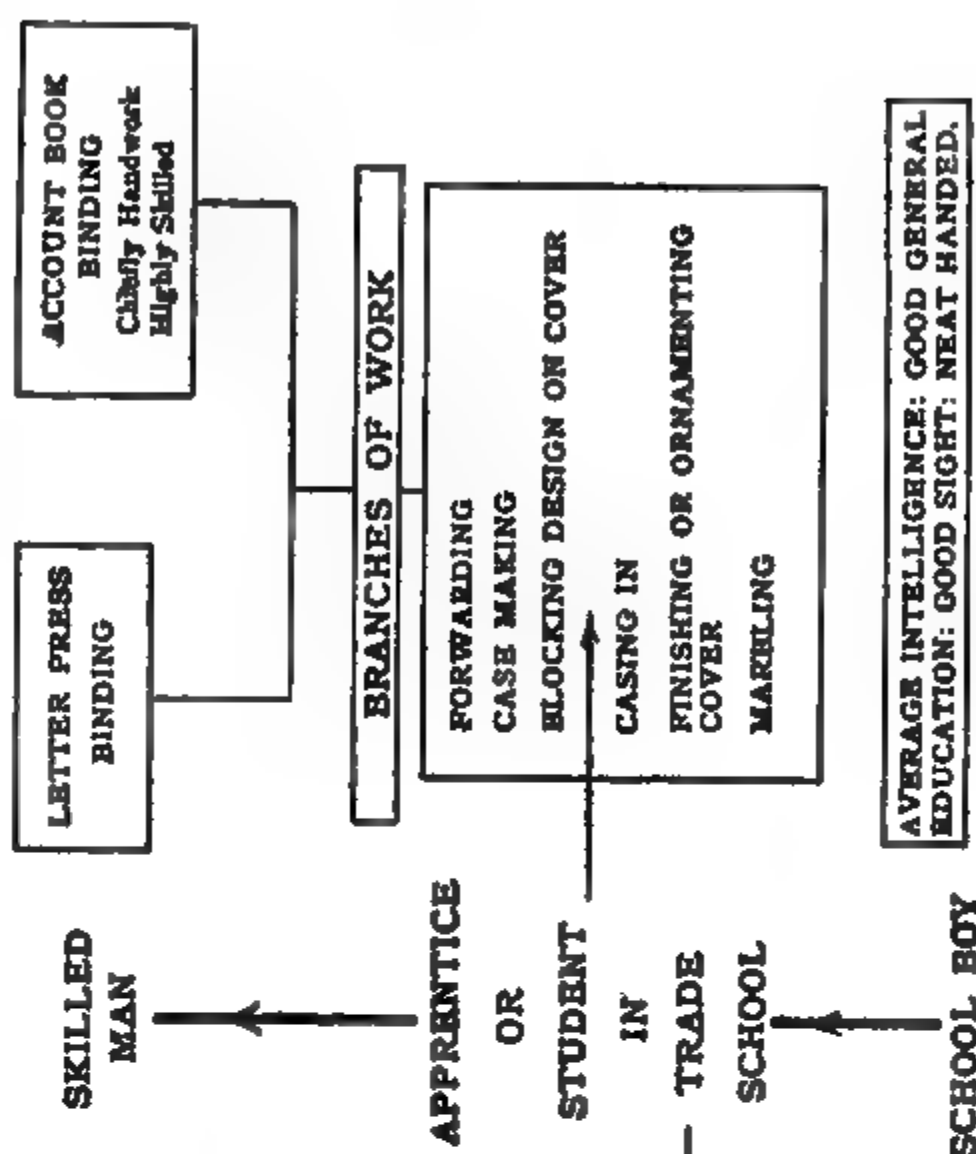 SKILLED
MAN
LETTER PRESS
BINDING
ACCOUNT BOOK
BINDING
Chiefly Handwork
Highly Skilled
BRANCHES OF WORK
APPRENTICE
OR
STUDENT
IN
— TRADE
SCHOOL
FORWARDING
CASE MAKING
BLOCKING DESIGN ON COVER
CASING IN
FINISHING OR ORNAMENTING
COVER
MARBLING
SCHOOL BOY
AVERAGE INTELLIGENCE: GOOD GENERAL
EDUCATION: GOOD SIGHT: NEAT HANDED.